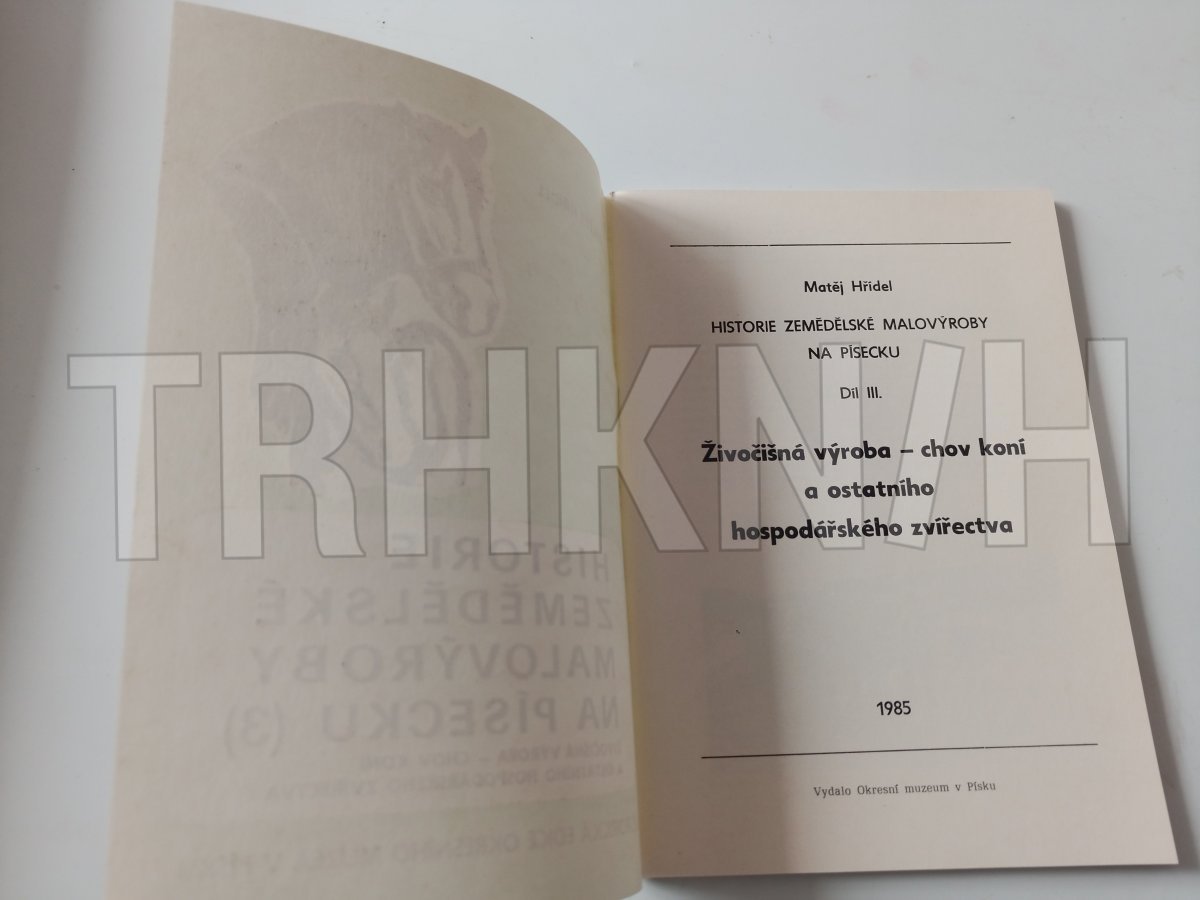 HISTORIE
ZEMĚDĚLSKÉ
MALOVÝROBY
NA PÍSECKU (3)
Matěj Hřídel
HISTORIE ZEMĚDĚLSKÉ MALOVÝROBY
NA PÍSECKU
Díl III.
Živočišná výroba – chov koní
a ostatního
hospodářského zvířectva
1985
Vydalo Okresní muzeum v Písku
TRHKNIH